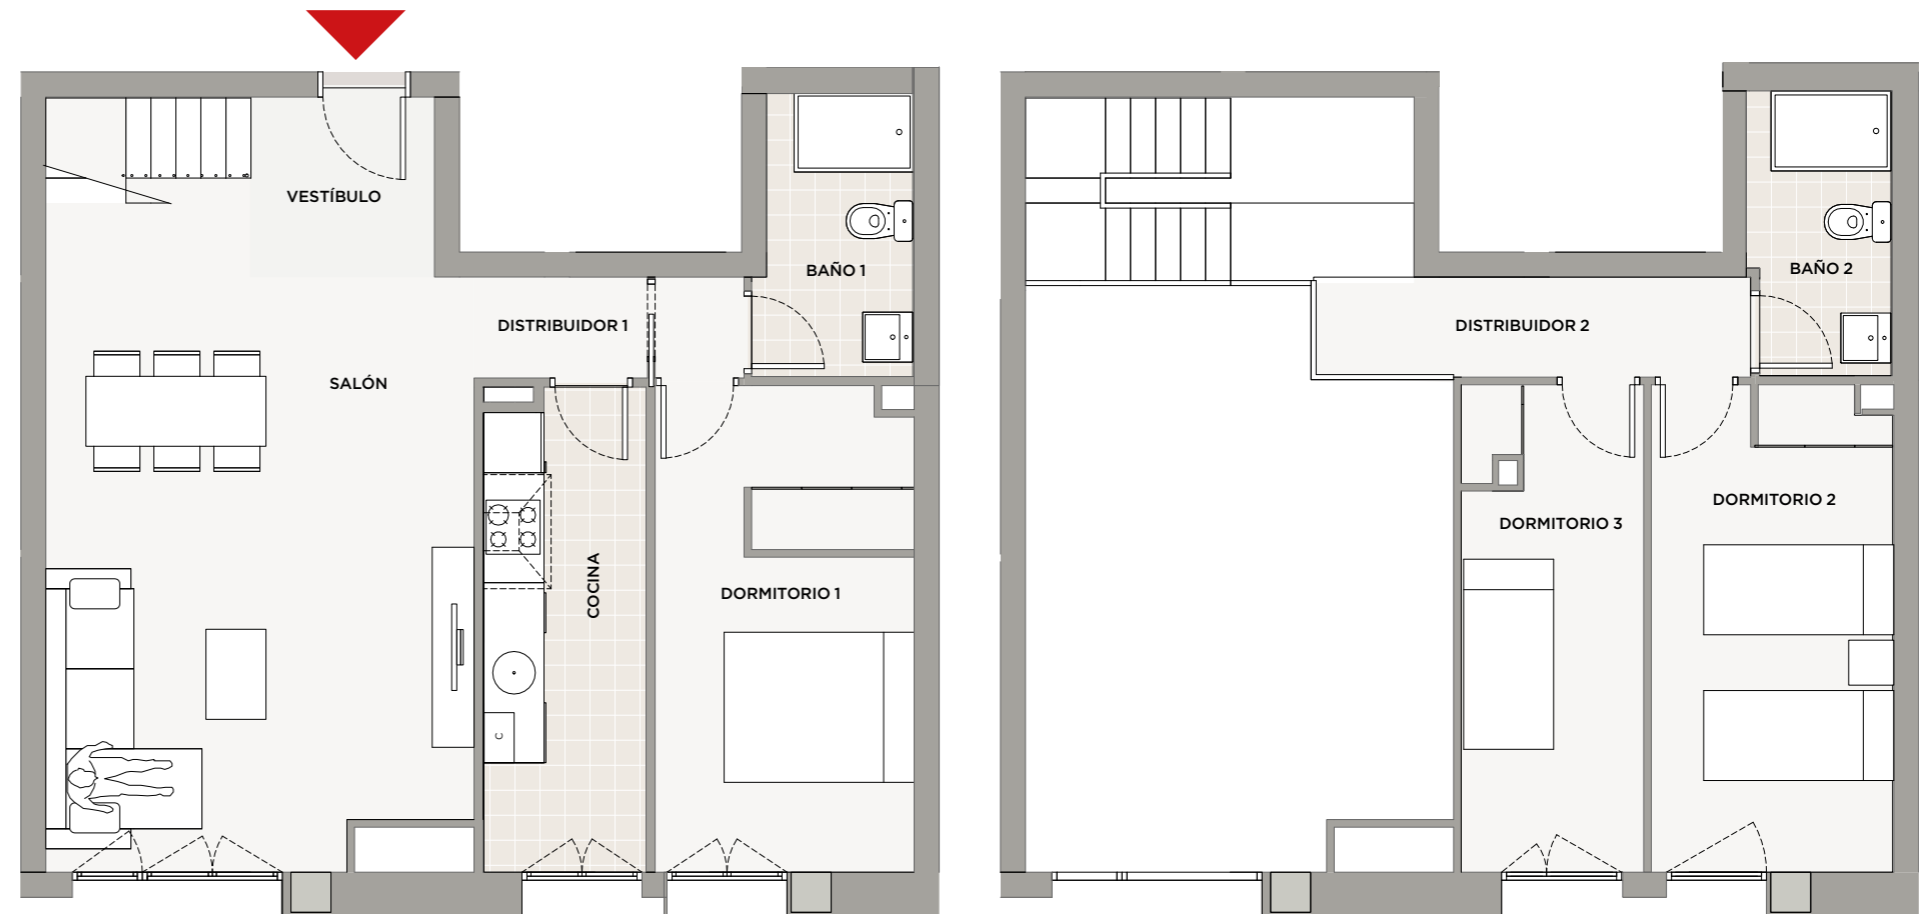 VESTÍBULO
BAÑO 1
DISTRIBUIDOR 1
SALÓN
COCINA
DORMITORIO 1
C
BAÑO 2
DISTRIBUIDOR 2
DORMITORIO 2
DORMITORIO 3